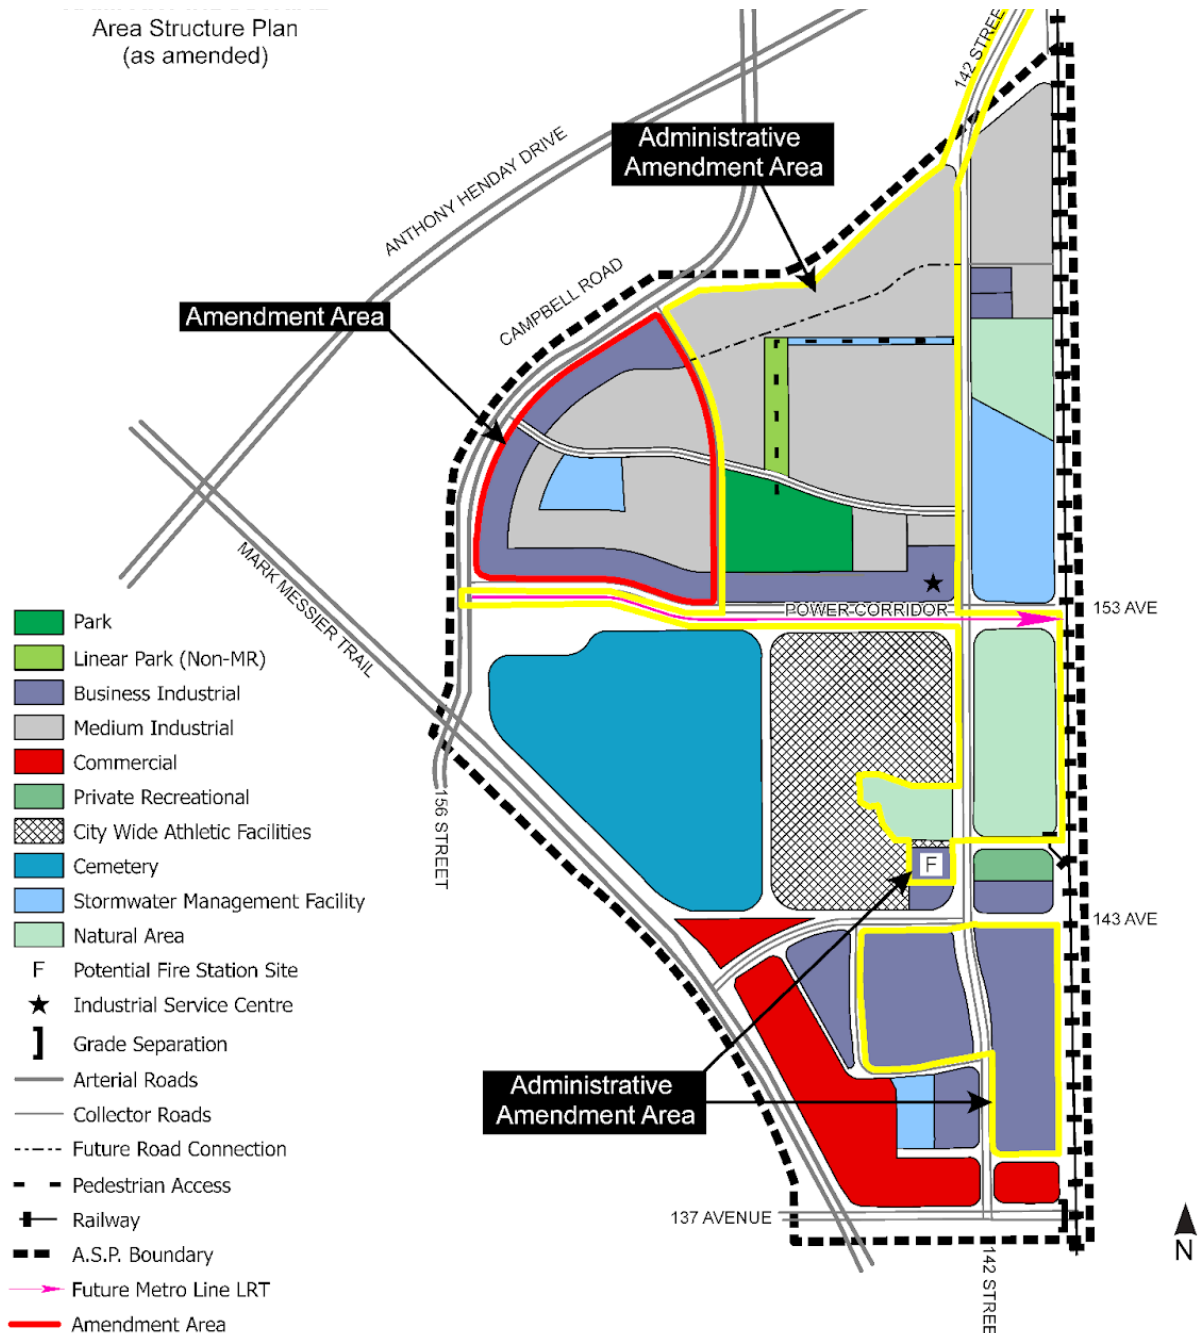 Area Structure Plan
(as amended)
142 STREET
ANTHONY HENDAY DRIVE
Administrative
Amendment Area
CAMPBELL ROAD
Amendment Area
MARK MESSIER TRAIL
POWER CORRIDOR
153 AVE
156 STREET
F
143 AVE
Administrative
Amendment Area
137 AVENUE
142 STREE
N
Park
Linear Park (Non-MR)
Business Industrial
Medium Industrial
Commercial
Private Recreational
City Wide Athletic Facilities
Cemetery
Stormwater Management Facility
Natural Area
F Potential Fire Station Site
Industrial Service Centre
Grade Separation
Arterial Roads
Collector Roads
Future Road Connection
Pedestrian Access
Railway
A.S.P. Boundary
Future Metro Line LRT
Amendment Area